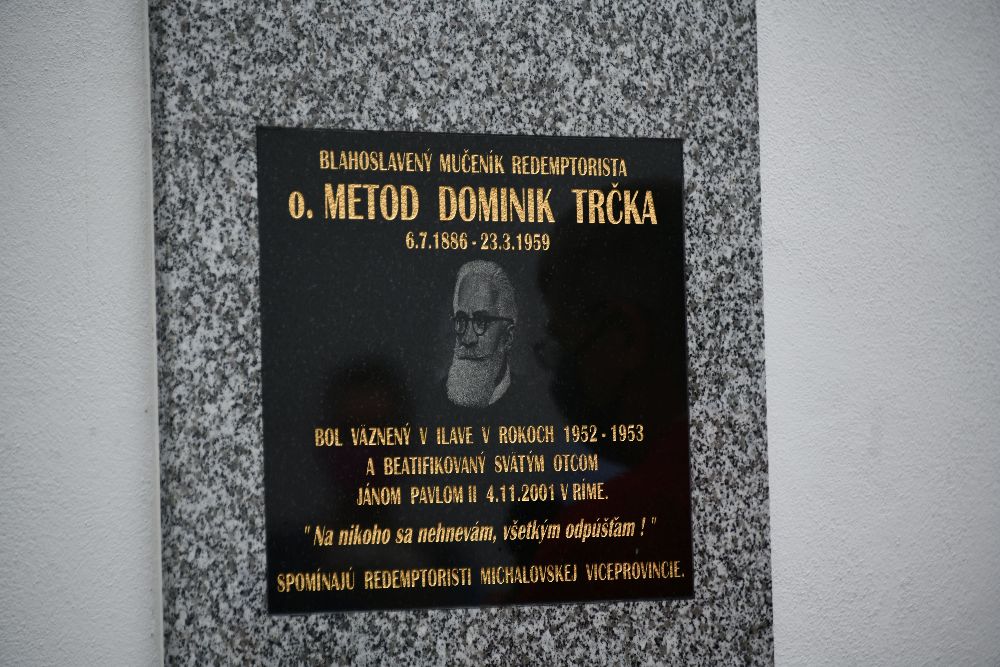 BLAHOSLAVENÝ MUČENÍK REDEMPTORISTA
o. METOD DOMINIK TRČKA
6.7.1886 - 23.3.1959
BOL VÄZNENÝ V ILAVE V ROKOCH 1952 - 1953
A BEATIFIKOVANÝ SVÄTÝM OTCOM
JÁNOM PAVLOM II 4.11.2001 V RÍME.
"Na nikoho sa nehnevám, všetkým odpúšťam ! "
SPOMÍNAJÚ REDEMPTORISTI MICHALOVSKEJ VICEPROVINCIE.